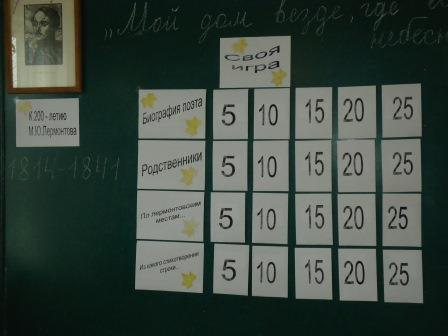 „Мой дом везде, где
небесн
Своя
игра
К 200 - летию
М.Ю.Лермонтова
1814-1841
Биография поэта 5 10 15 20 25
Родственники 5 10 15 20 25
По лермонтовским
местам... 5 10 15 20 25
Из какого стихотворения
строки... 5 10 15 20 25